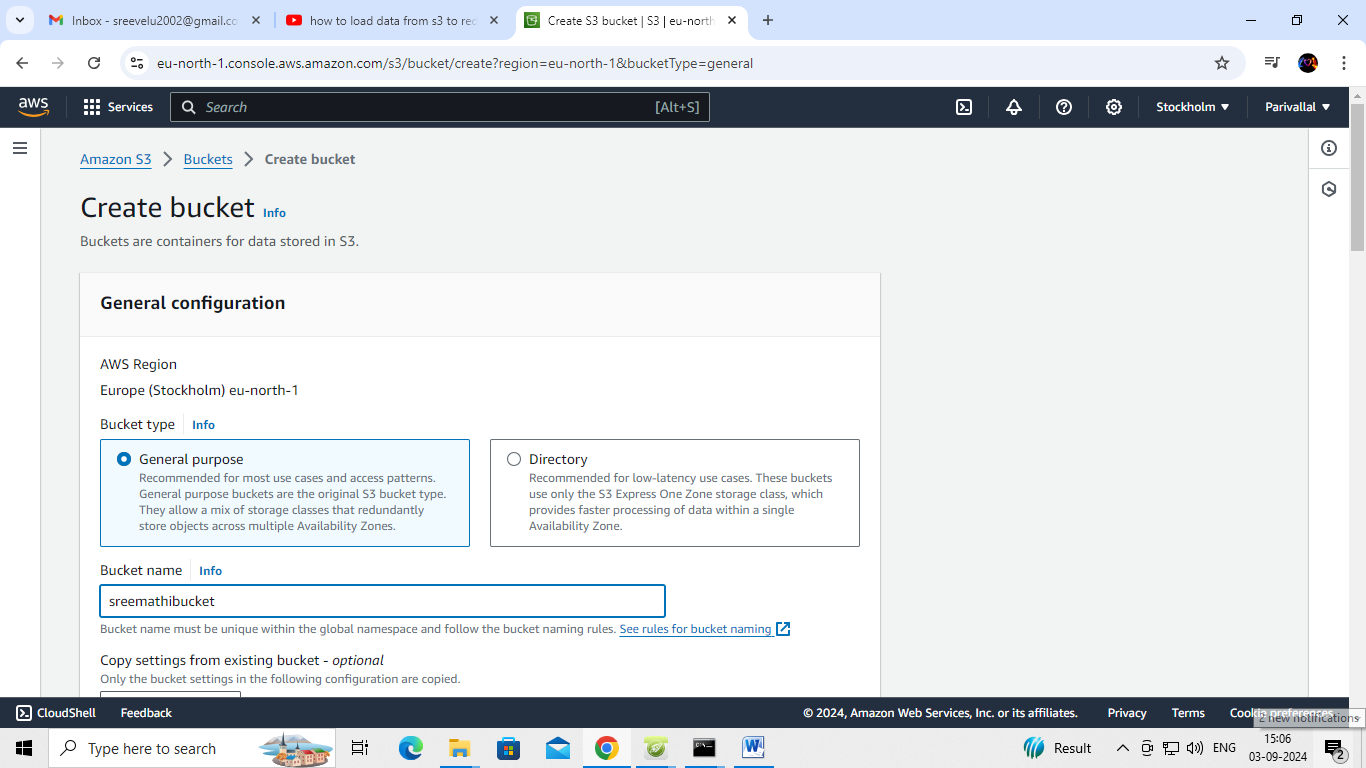 Inbox - sreevelu2002@gmail.co
how to load data from s3 to red
Create S3 bucket | S3 | eu-north
eu-north-1.console.aws.amazon.com/s3/bucket/create?region=eu-north-1&bucketType=general
aws
Services
Search
[Alt+S]
Stockholm
Parivallal
Amazon S3 > Buckets > Create bucket
Create bucket Info
Buckets are containers for data stored in S3.
General configuration
AWS Region
Europe (Stockholm) eu-north-1
Bucket type Info
General purpose
Recommended for most use cases and access patterns.
General purpose buckets are the original S3 bucket type.
They allow a mix of storage classes that redundantly
store objects across multiple Availability Zones.
Directory
Recommended for low-latency use cases. These buckets
use only the S3 Express One Zone storage class, which
provides faster processing of data within a single
Availability Zone.
Bucket name Info
sreemathibucket
Bucket name must be unique within the global namespace and follow the bucket naming rules. See rules for bucket naming
Copy settings from existing bucket - optional
Only the bucket settings in the following configuration are copied.
CloudShell
Feedback
© 2024, Amazon Web Services, Inc. or its affiliates.
Privacy
Terms
Cookie preferences
2 new notifications
Type here to search
Result
ENG
15:06
03-09-2024
2